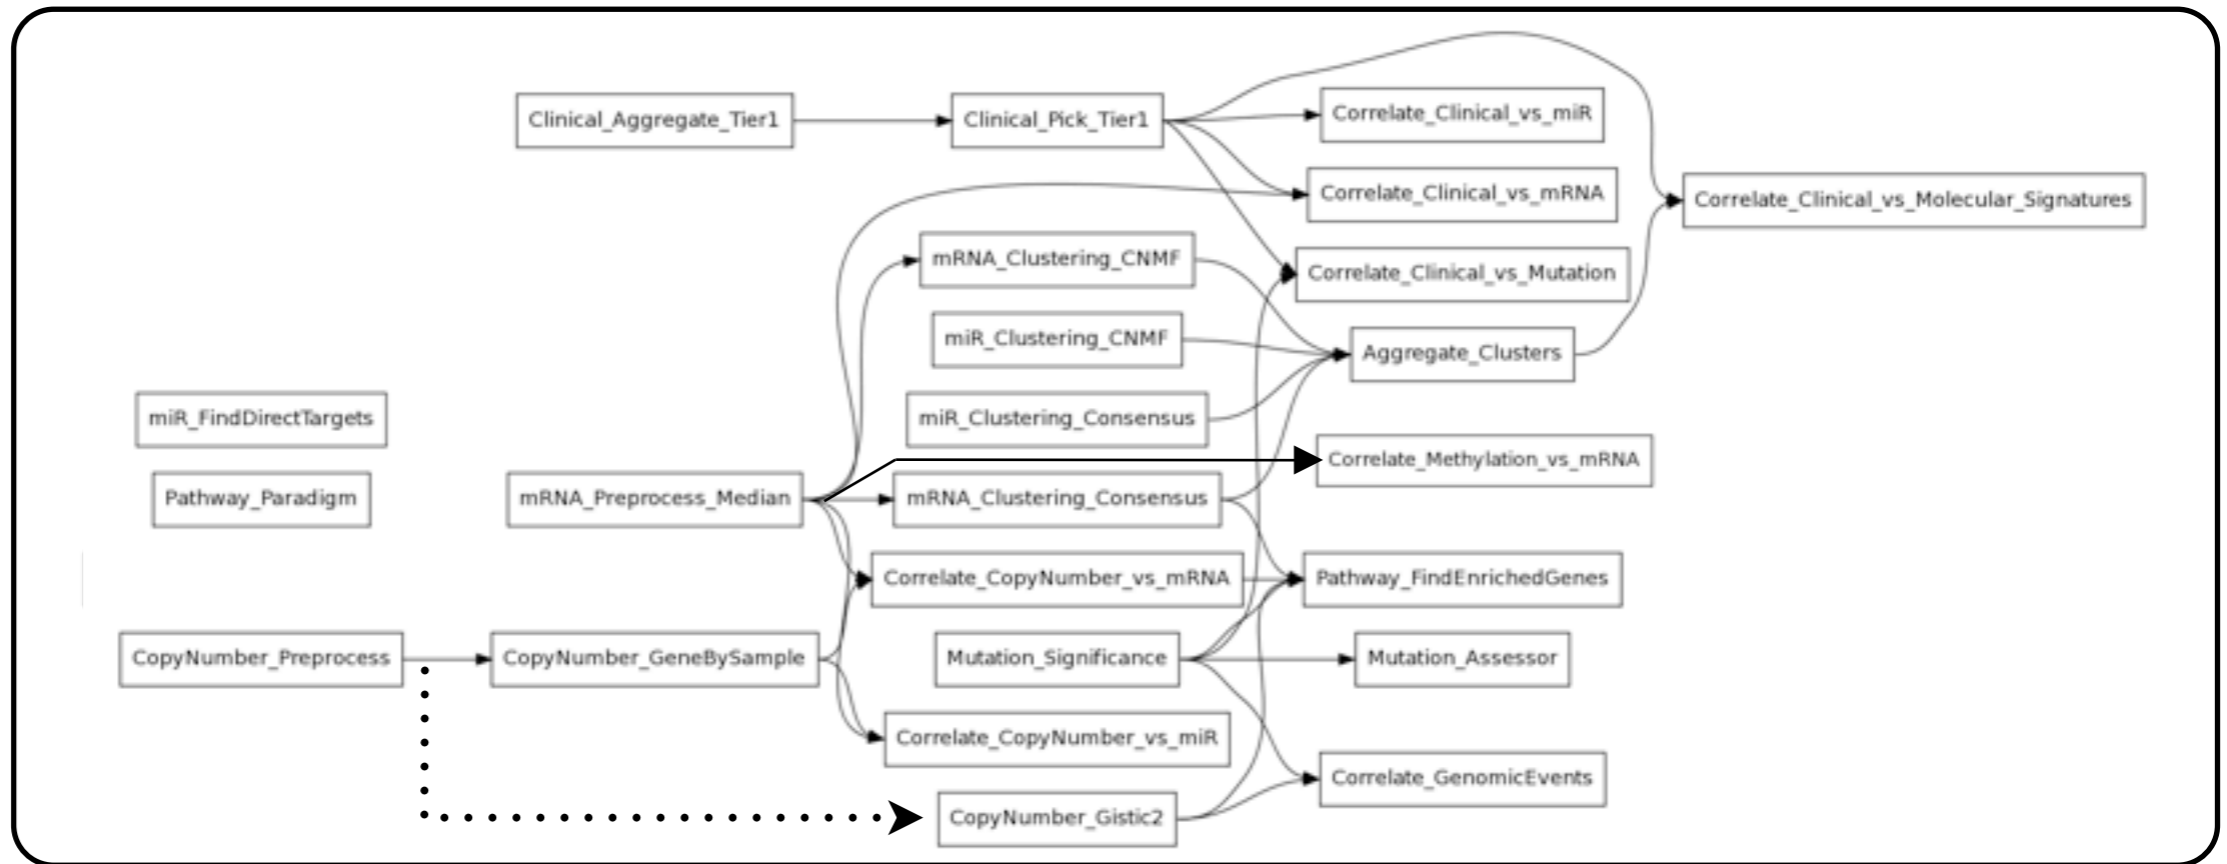 Clinical_Aggregate_Tier1
Clinical_Pick_Tier1
Correlate_Clinical_vs_miR
Correlate_Clinical_vs_mRNA
Correlate_Clinical_vs_Molecular_Signatures
mRNA_Clustering_CNMF
Correlate_Clinical_vs_Mutation
miR_Clustering_CNMF
Aggregate_Clusters
miR_FindDirectTargets
miR_Clustering_Consensus
Correlate_Methylation_vs_mRNA
Pathway_Paradigm
mRNA_Preprocess_Median
mRNA_Clustering_Consensus
Correlate_CopyNumber_vs_mRNA
Pathway_FindEnrichedGenes
CopyNumber_Preprocess
CopyNumber_GeneBySample
Mutation_Significance
Mutation_Assessor
Correlate_CopyNumber_vs_miR
Correlate_GenomicEvents
CopyNumber_Gistic2